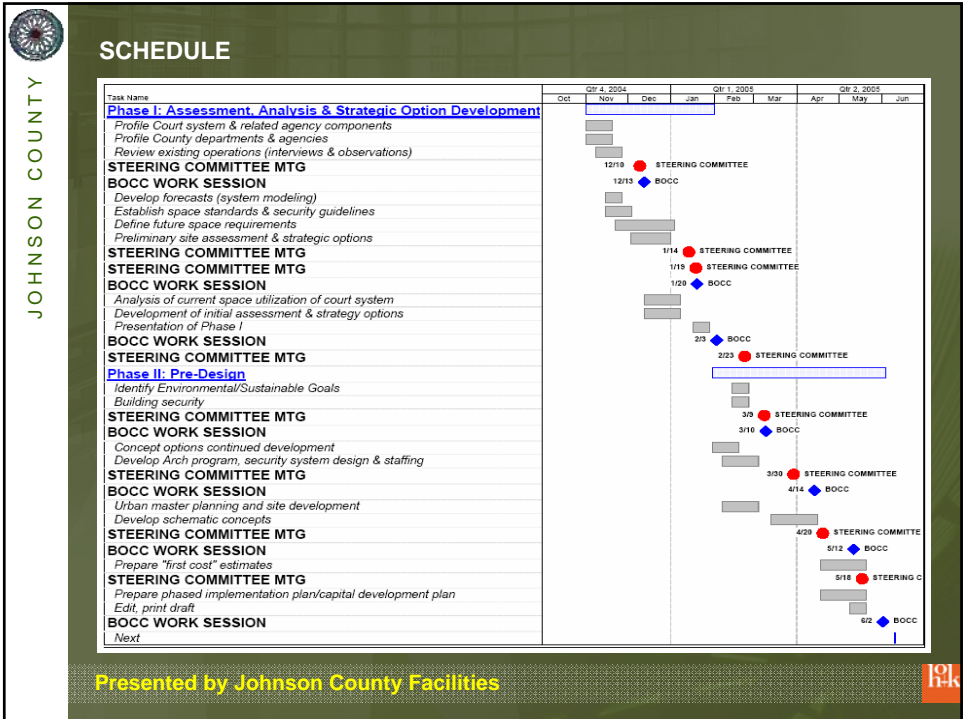 JOHNSON COUNTY
SCHEDULE
Task Name
Qtr 4, 2004 Qtr 1, 2005 Qtr 2, 2005
Oct Nov Dec Jan Feb Mar Apr May Jun
Phase I: Assessment, Analysis & Strategic Option Development
Profile Court system & related agency components
Profile County departments & agencies
Review existing operations (interviews & observations)
STEERING COMMITTEE MTG 12/10 STEERING COMMITTEE
BOCC WORK SESSION 12/13 BOCC
Develop forecasts (system modeling)
Establish space standards & security guidelines
Define future space requirements
Preliminary site assessment & strategic options
STEERING COMMITTEE MTG 1/14 STEERING COMMITTEE
STEERING COMMITTEE MTG 1/19 STEERING COMMITTEE
BOCC WORK SESSION 1/20 BOCC
Analysis of current space utilization of court system
Development of initial assessment & strategy options
Presentation of Phase I
BOCC WORK SESSION 2/3 BOCC
STEERING COMMITTEE MTG 2/23 STEERING COMMITTEE
Phase II: Pre-Design
Identify Environmental/Sustainable Goals
Building security
STEERING COMMITTEE MTG 3/9 STEERING COMMITTEE
BOCC WORK SESSION 3/10 BOCC
Concept options continued development
Develop Arch program, security system design & staffing
STEERING COMMITTEE MTG 3/30 STEERING COMMITTEE
BOCC WORK SESSION 4/14 BOCC
Urban master planning and site development
Develop schematic concepts
STEERING COMMITTEE MTG 4/20 STEERING COMMITTE
BOCC WORK SESSION 5/12 BOCC
Prepare "first cost" estimates
STEERING COMMITTEE MTG 5/18 STEERING C
Prepare phased implementation plan/capital development plan
Edit, print draft
BOCC WORK SESSION 6/2 BOCC
Next
Presented by Johnson County Facilities
hok